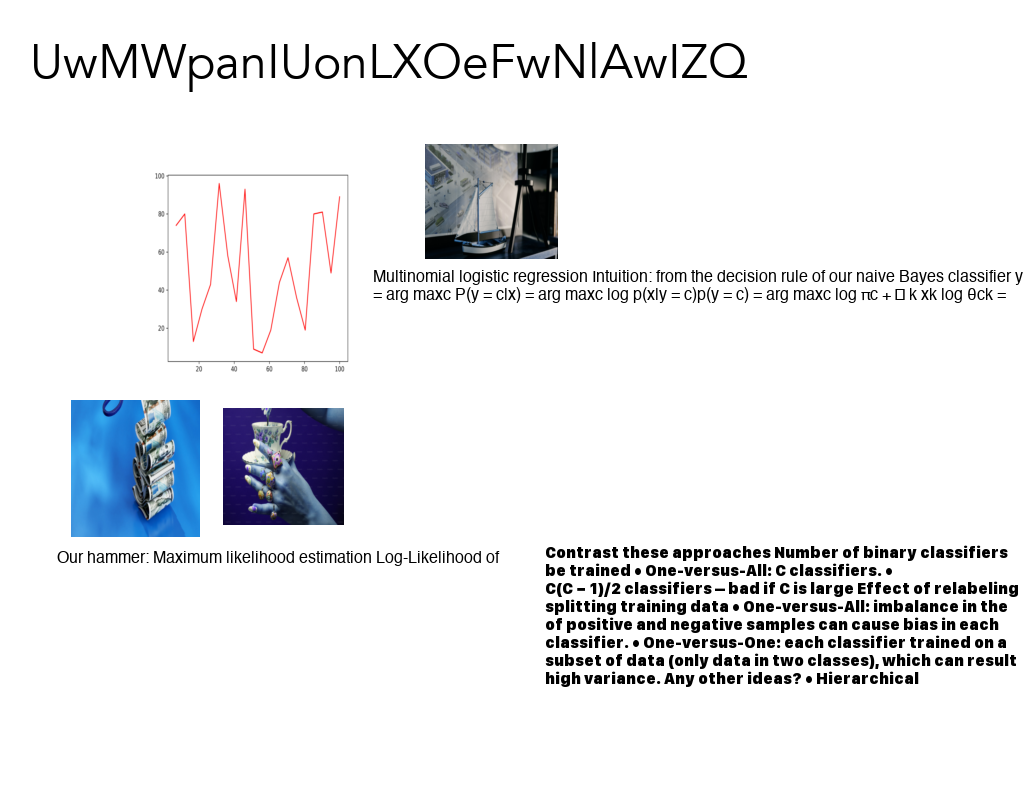 UwMWpanIUonLXOeFwNlAwIZQ
100
80
60
40
20
20 40 60 80 100
Multinomial logistic regression Intuition: from the decision rule of our naive Bayes classifier y
= arg maxc P(y = c|x) = arg maxc log p(x|y = c)p(y = c) = arg maxc log πc + □ k xk log θck =
Our hammer: Maximum likelihood estimation Log-Likelihood of
Contrast these approaches Number of binary classifiers
be trained • One-versus-All: C classifiers. •
C(C − 1)/2 classifiers – bad if C is large Effect of relabeling
splitting training data • One-versus-All: imbalance in the
of positive and negative samples can cause bias in each
classifier. • One-versus-One: each classifier trained on a
subset of data (only data in two classes), which can result
high variance. Any other ideas? • Hierarchical